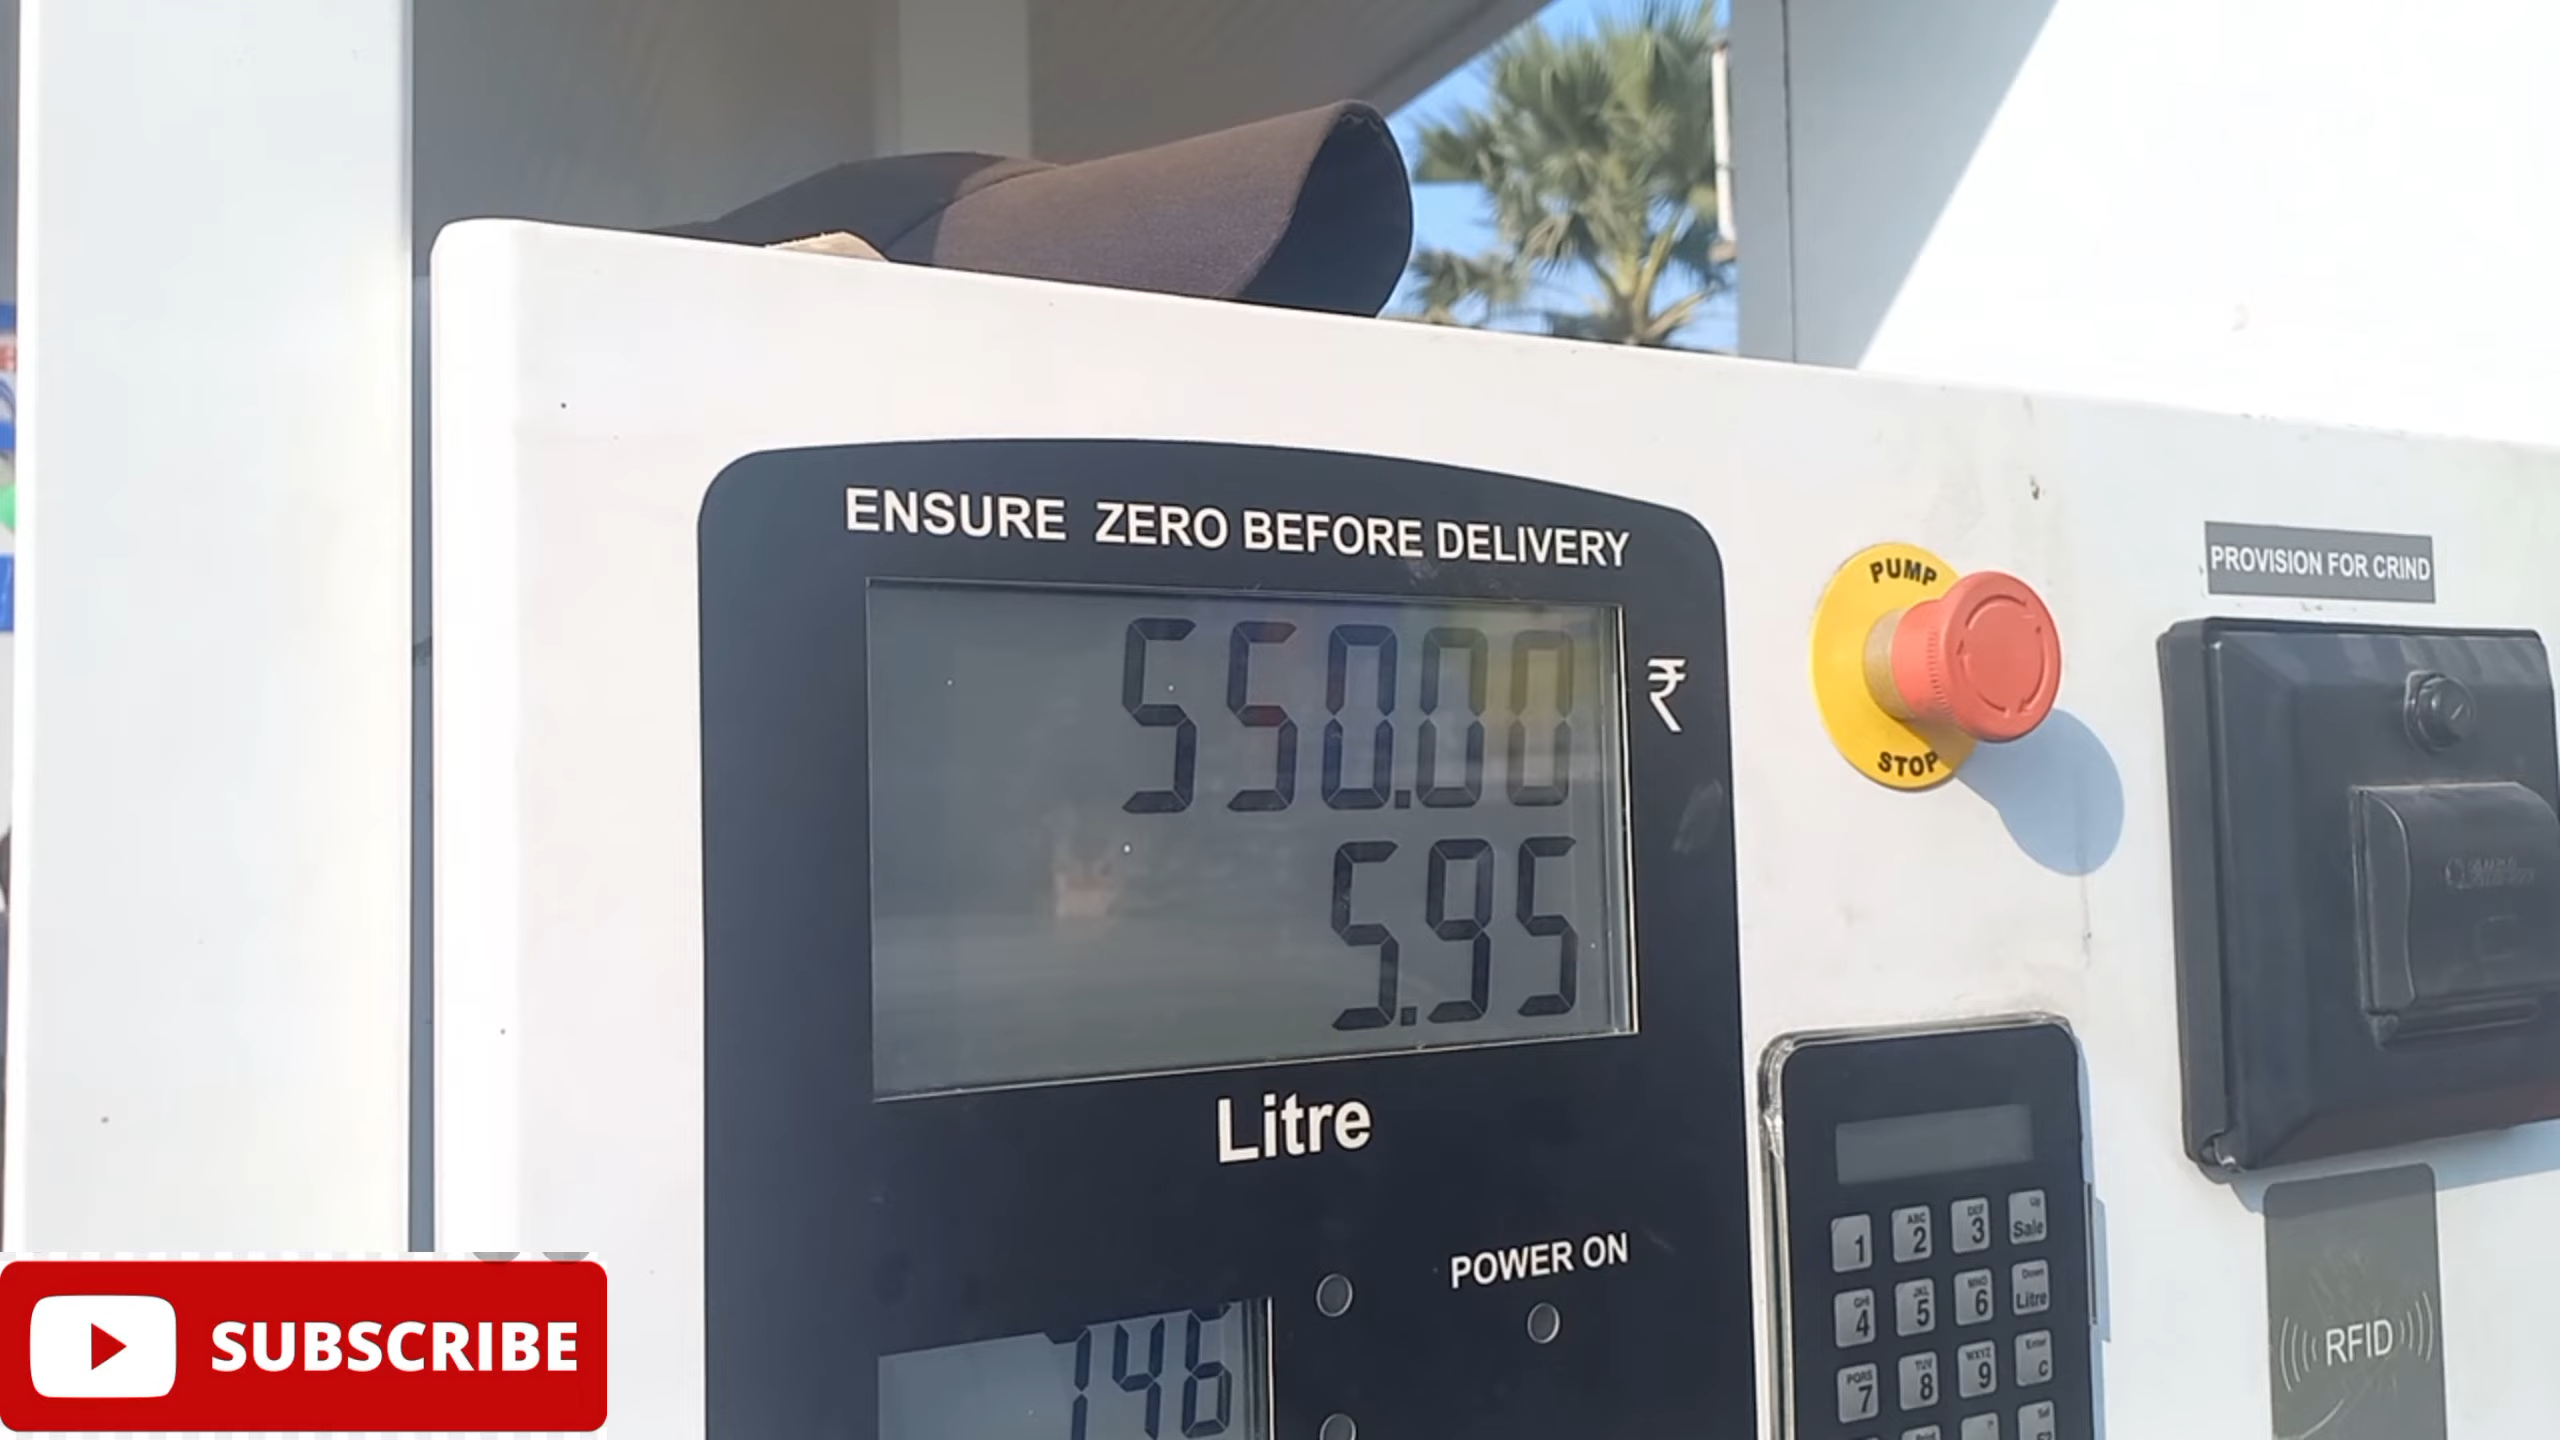 ENSURE ZERO BEFORE DELIVERY
550.00
₹
5.95
Litre
PUMP
STOP
PROVISION FOR CRIND
POWER ON
746
1
ABC 2
DEF 3
Up Sale
GHI 4
JKL 5
MNO 6
Down Litre
PQRS 7
TUV 8
WXYZ 9
Enter C
RFID
SUBSCRIBE